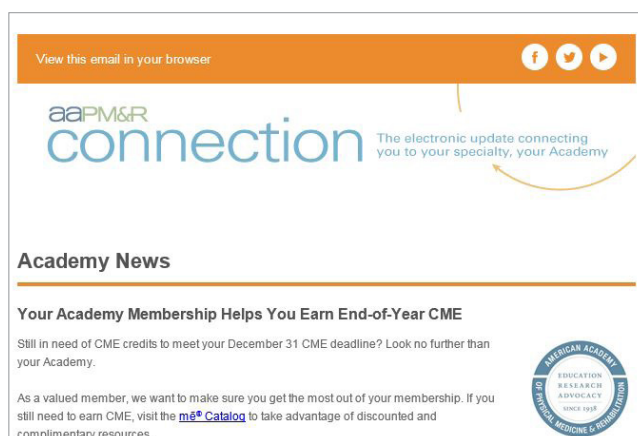 View this email in your browser
aaPM&R
connection
The electronic update connecting
you to your specialty, your Academy
Academy News
Your Academy Membership Helps You Earn End-of-Year CME
Still in need of CME credits to meet your December 31 CME deadline? Look no further than
your Academy.
As a valued member, we want to make sure you get the most out of your membership. If you
still need to earn CME, visit the mē® Catalog to take advantage of discounted and
complimentary resources.
AMERICAN ACADEMY
OF PHYSICAL MEDICINE & REHABILITATION
EDUCATION
RESEARCH
ADVOCACY
SINCE 1938